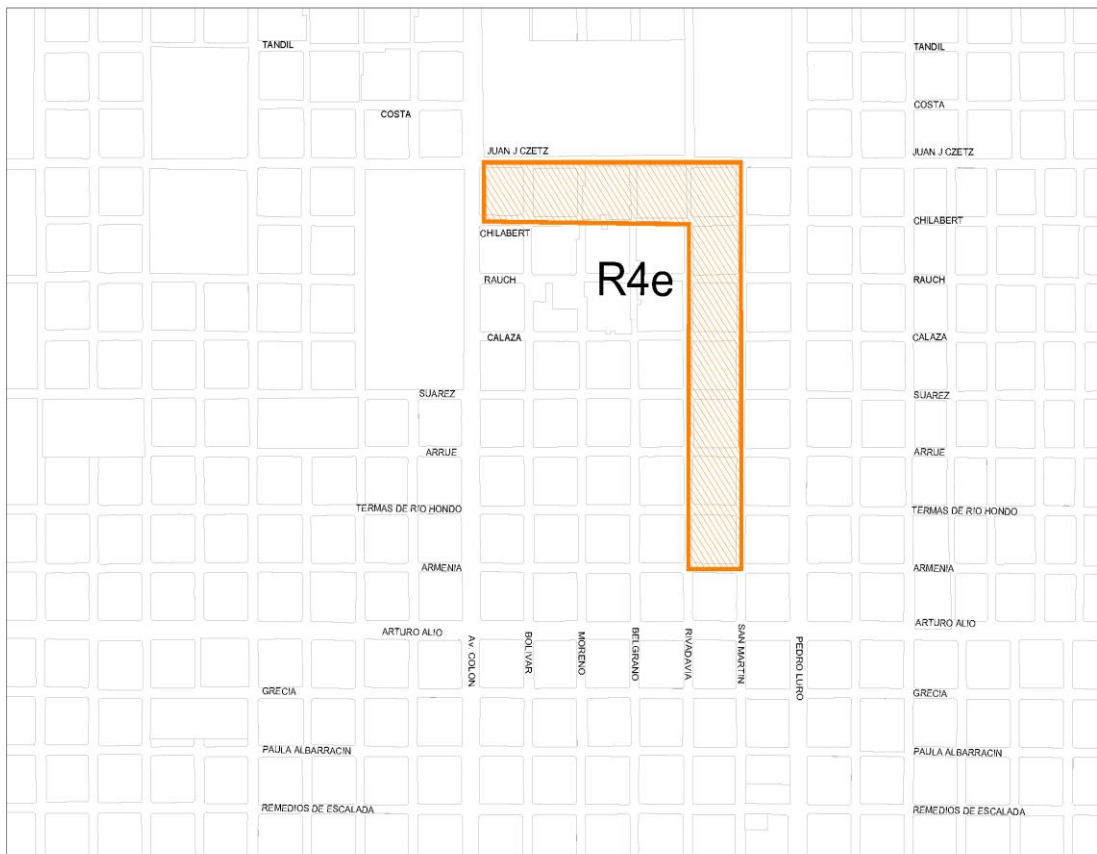 TANDIL
TANDIL
COSTA
COSTA
JUAN J CZETZ
JUAN J CZETZ
CHILABERT
CHILABERT
R4e
RAUCH
RAUCH
CALAZA
CALAZA
SUAREZ
SUAREZ
ARRUE
ARRUE
TERMAS DE RIO HONDO
TERMAS DE RIO HONDO
ARMENIA
ARMENIA
ARTURO ALIO
ARTURO ALIO
Av. COLON
BOLIVAR
MORENO
BELGRANO
RIVADAVIA
SAN MARTIN
PEDRO LURO
GRECIA
GRECIA
PAULA ALBARRACIN
PAULA ALBARRACIN
REMEDIOS DE ESCALADA
REMEDIOS DE ESCALADA